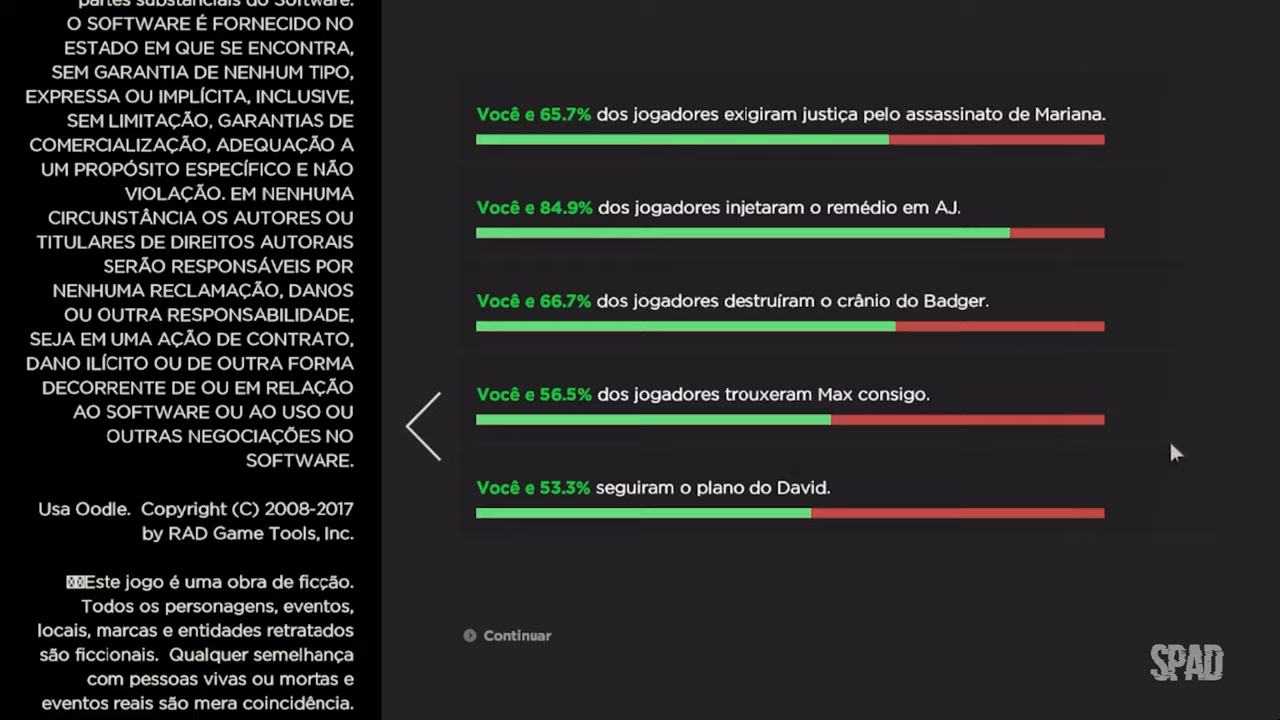 partes substanciais do Software.
O SOFTWARE É FORNECIDO NO
ESTADO EM QUE SE ENCONTRA,
SEM GARANTIA DE NENHUM TIPO,
EXPRESSA OU IMPLÍCITA, INCLUSIVE,
SEM LIMITAÇÃO, GARANTIAS DE
COMERCIALIZAÇÃO, ADEQUAÇÃO A
UM PROPÓSITO ESPECÍFICO E NÃO
VIOLAÇÃO. EM NENHUMA
CIRCUNSTÂNCIA OS AUTORES OU
TITULARES DE DIREITOS AUTORAIS
SERÃO RESPONSÁVEIS POR
NENHUMA RECLAMAÇÃO, DANOS
OU OUTRA RESPONSABILIDADE,
SEJA EM UMA AÇÃO DE CONTRATO,
DANO ILÍCITO OU DE OUTRA FORMA
DECORRENTE DE OU EM RELAÇÃO
AO SOFTWARE OU AO USO OU
OUTRAS NEGOCIAÇÕES NO
SOFTWARE.
Usa Oodle. Copyright (C) 2008-2017
by RAD Game Tools, Inc.
Este jogo é uma obra de ficção.
Todos os personagens, eventos,
locais, marcas e entidades retratados
são ficcionais. Qualquer semelhança
com pessoas vivas ou mortas e
eventos reais são mera coincidência.
Você e 65.7% dos jogadores exigiram justiça pelo assassinato de Mariana.
Você e 84.9% dos jogadores injetaram o remédio em AJ.
Você e 66.7% dos jogadores destruíram o crânio do Badger.
Você e 56.5% dos jogadores trouxeram Max consigo.
Você e 53.3% seguiram o plano do David.
Continuar
SPAD